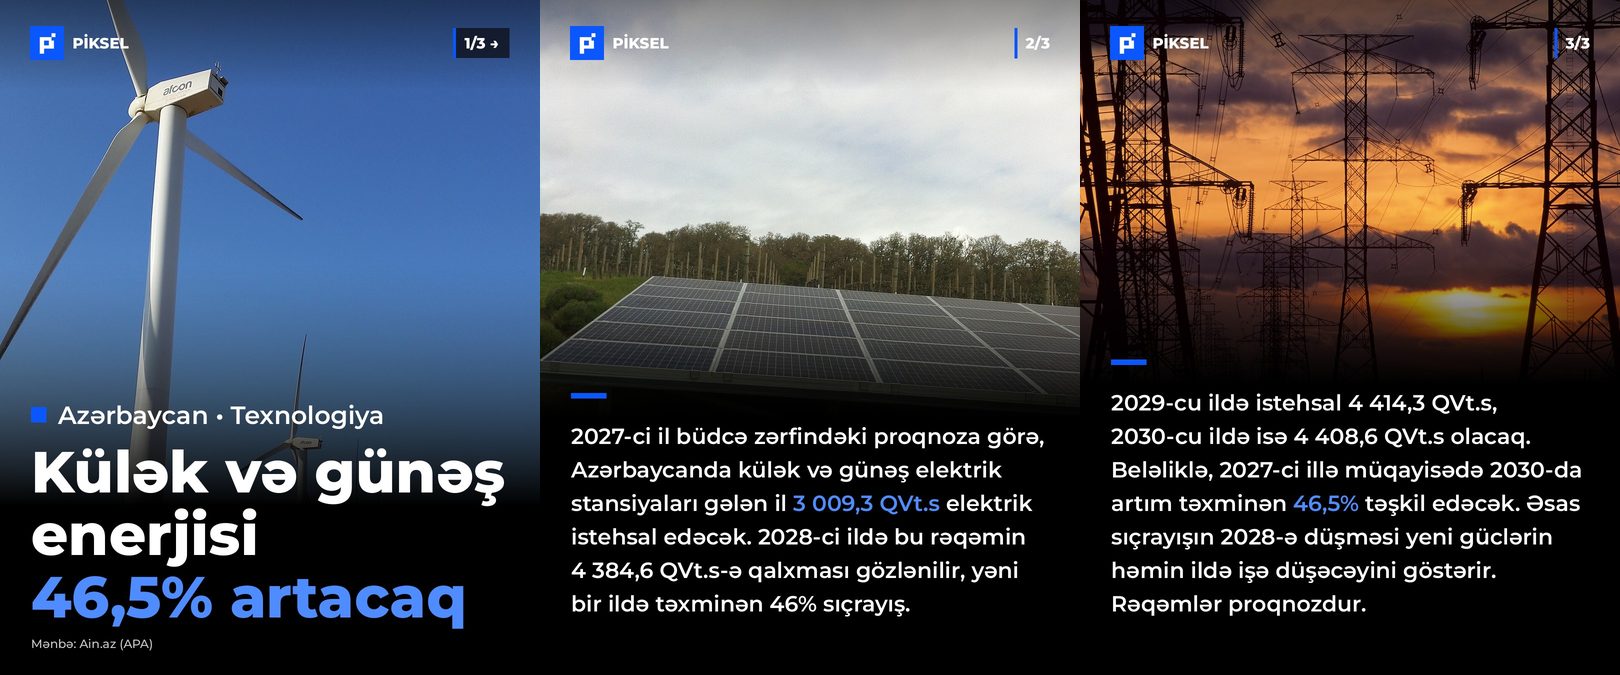 PİKSEL
1/3 →
alcon
Azərbaycan • Texnologiya
Külək və günəş
enerjisi
46,5% artacaq
Mənbə: Ain.az (APA)
PİKSEL
2/3
2027-ci il büdcə zərfindəki proqnoza görə,
Azərbaycanda külək və günəş elektrik
stansiyaları gələn il 3 009,3 QVt.s elektrik
istehsal edəcək. 2028-ci ildə bu rəqəmin
4 384,6 QVt.s-ə qalxması gözlənilir, yəni
bir ildə təxminən 46% sıçrayış.
PİKSEL
3/3
2029-cu ildə istehsal 4 414,3 QVt.s,
2030-cu ildə isə 4 408,6 QVt.s olacaq.
Beləliklə, 2027-ci illə müqayisədə 2030-da
artım təxminən 46,5% təşkil edəcək. Əsas
sıçrayışın 2028-ə düşməsi yeni güclərin
həmin ildə işə düşəcəyini göstərir.
Rəqəmlər proqnozdur.